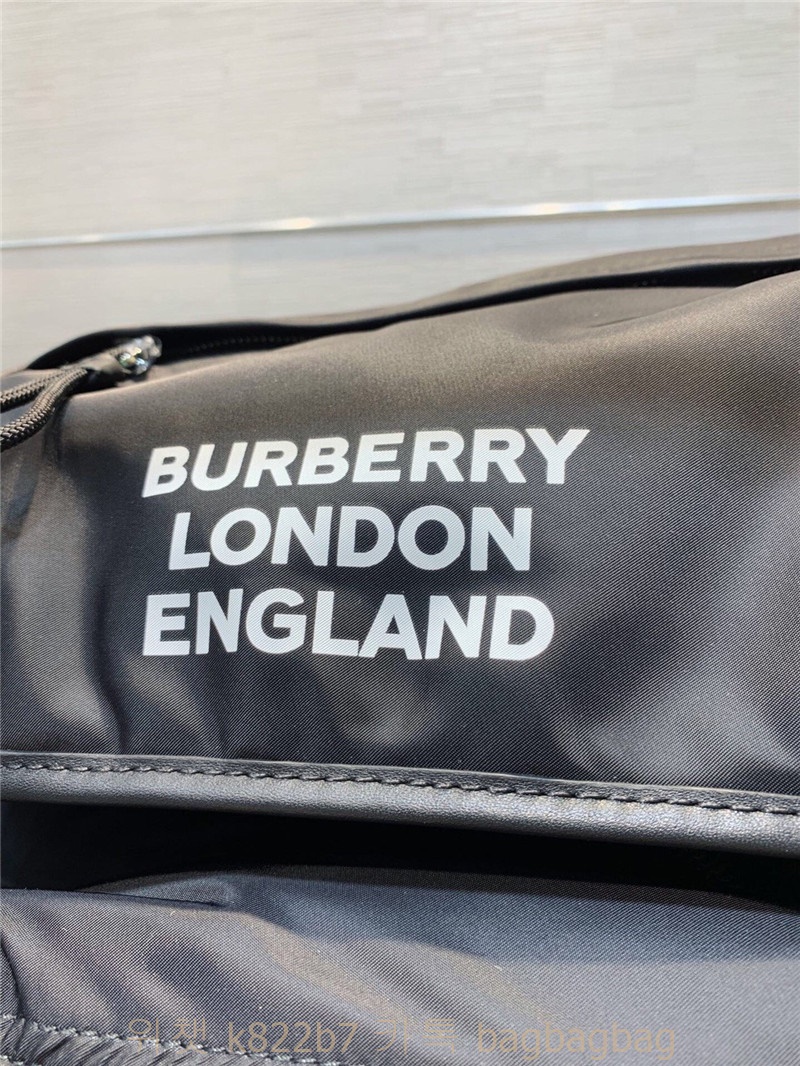 BURBERRY
LONDON
ENGLAND
위챗 k822b7 카톡 bagbagbag